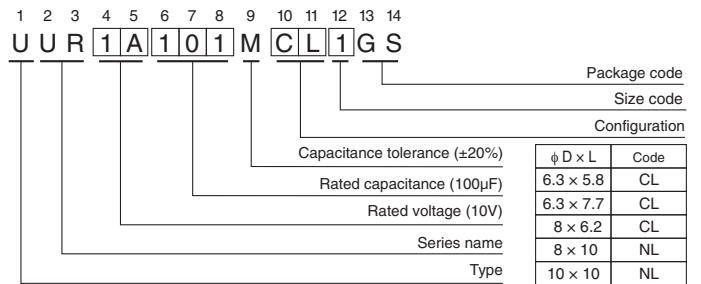 1 2 3 4 5 6 7 8 9 10 11 12 13 14
U U R 1 A 1 0 1 M C L 1 G S
Package code
Size code
Configuration
Capacitance tolerance (±20%)
Rated capacitance (100µF)
Rated voltage (10V)
Series name
Type
ϕ D × L Code
6.3 × 5.8 CL
6.3 × 7.7 CL
8 × 6.2 CL
8 × 10 NL
10 × 10 NL